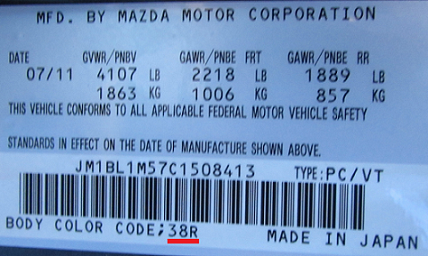 MFD. BY MAZDA MOTOR CORPORATION
DATE GVWR/PNBV GAWR/PNBE FRT GAWR/PNBE RR
07/11 4107 LB 2218 LB 1889 LB
1863 KG 1006 KG 857 KG
THIS VEHICLE CONFORMS TO ALL APPLICABLE FEDERAL MOTOR VEHICLE SAFETY
STANDARDS IN EFFECT ON THE DATE OF MANUFACTURE SHOWN ABOVE.
JM1BL1M57C1508413 TYPE:PC/VT
BODY COLOR CODE;38R MADE IN JAPAN